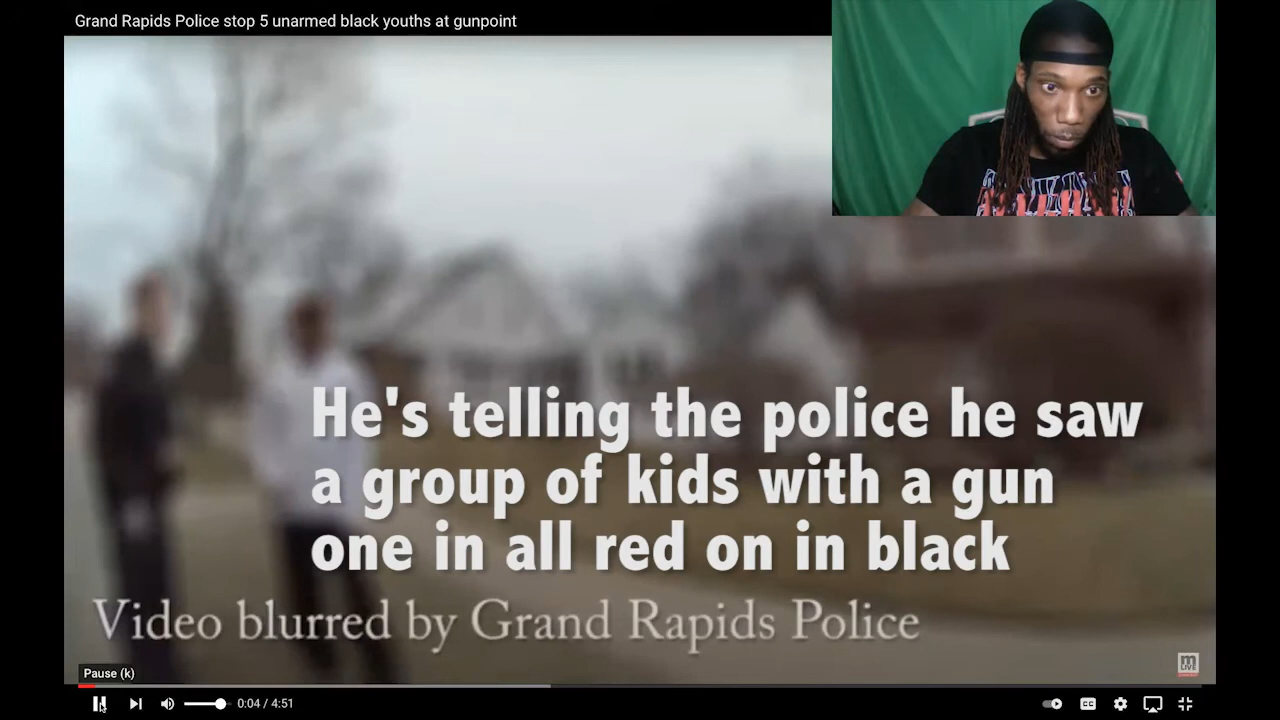 Grand Rapids Police stop 5 unarmed black youths at gunpoint
He's telling the police he saw
a group of kids with a gun
one in all red on in black
Video blurred by Grand Rapids Police
Pause (k)
0:04 / 4:51
CC
m
LIVE